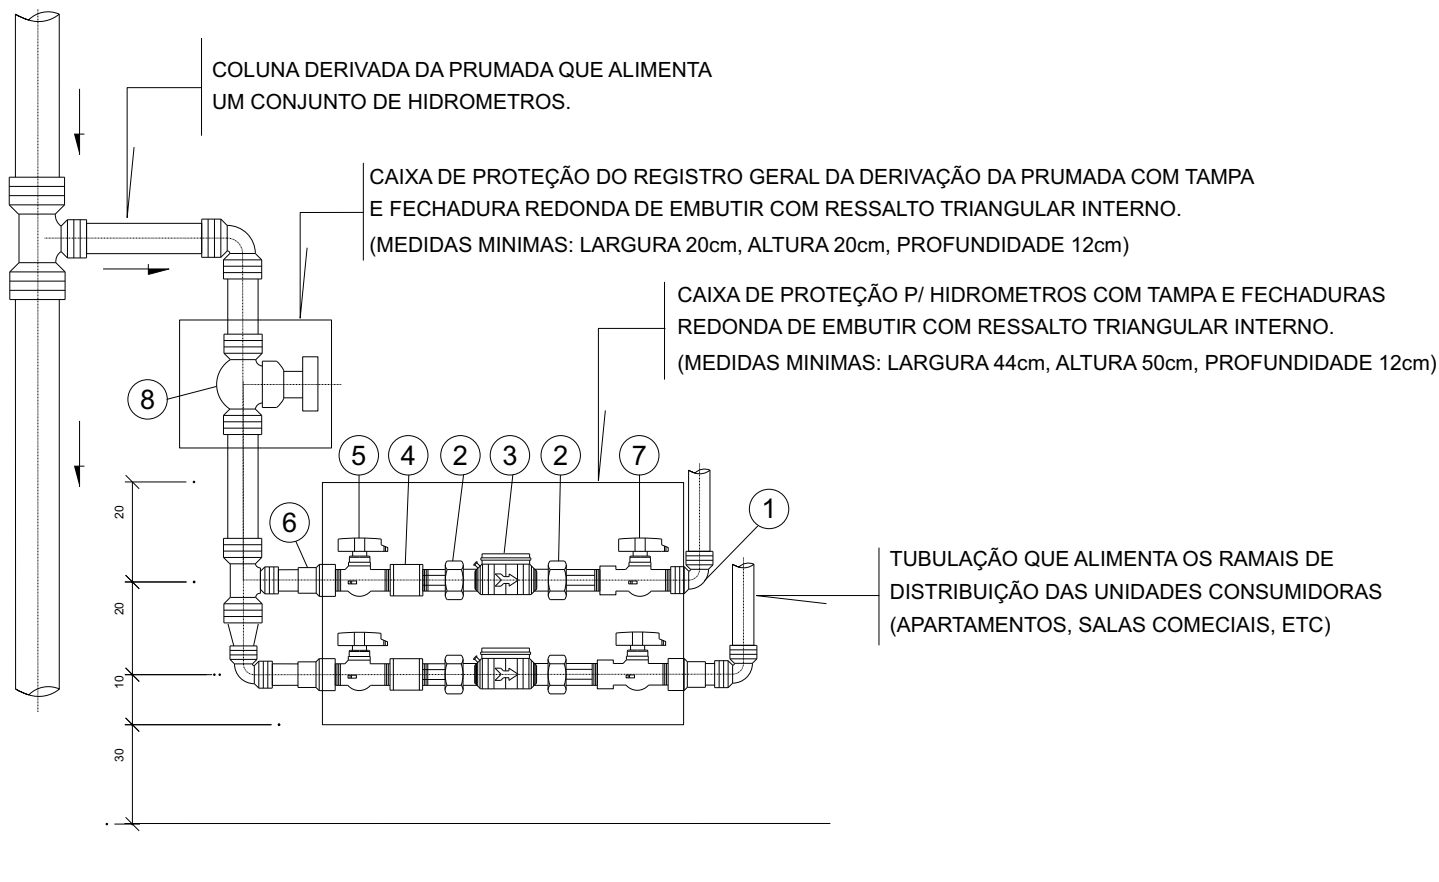 COLUNA DERIVADA DA PRUMADA QUE ALIMENTA
UM CONJUNTO DE HIDROMETROS.
CAIXA DE PROTEÇÃO DO REGISTRO GERAL DA DERIVAÇÃO DA PRUMADA COM TAMPA
E FECHADURA REDONDA DE EMBUTIR COM RESSALTO TRIANGULAR INTERNO.
(MEDIDAS MINIMAS: LARGURA 20cm, ALTURA 20cm, PROFUNDIDADE 12cm)
CAIXA DE PROTEÇÃO P/ HIDROMETROS COM TAMPA E FECHADURAS
REDONDA DE EMBUTIR COM RESSALTO TRIANGULAR INTERNO.
(MEDIDAS MINIMAS: LARGURA 44cm, ALTURA 50cm, PROFUNDIDADE 12cm)
8
5 4 2 3 2 7
1
6
20
20
10
30
TUBULAÇÃO QUE ALIMENTA OS RAMAIS DE
DISTRIBUIÇÃO DAS UNIDADES CONSUMIDORAS
(APARTAMENTOS, SALAS COMECIAIS, ETC)